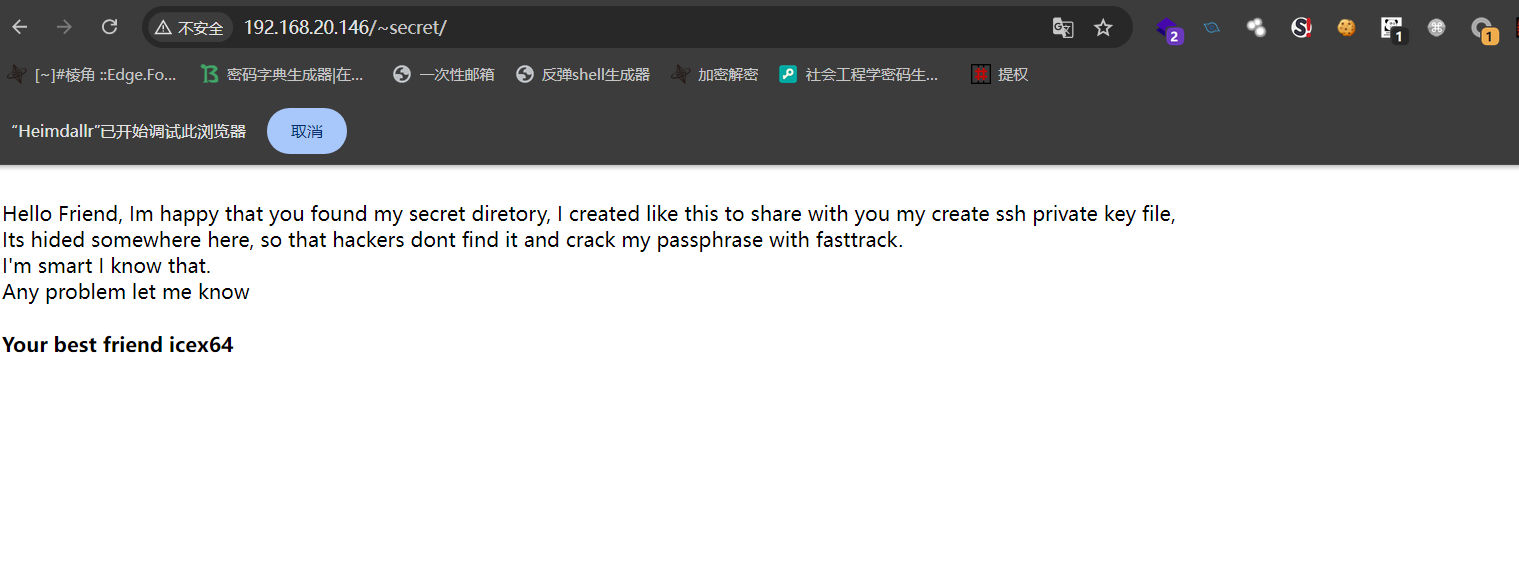 不安全 192.168.20.146/~secret/
2 1 1
[~]#棱角 ::Edge.Fo... 密码字典生成器|在... 一次性邮箱 反弹shell生成器 加密解密 社会工程学密码生... 提权
“Heimdallr”已开始调试此浏览器 取消
Hello Friend, Im happy that you found my secret diretory, I created like this to share with you my create ssh private key file,
Its hided somewhere here, so that hackers dont find it and crack my passphrase with fasttrack.
I'm smart I know that.
Any problem let me know
Your best friend icex64